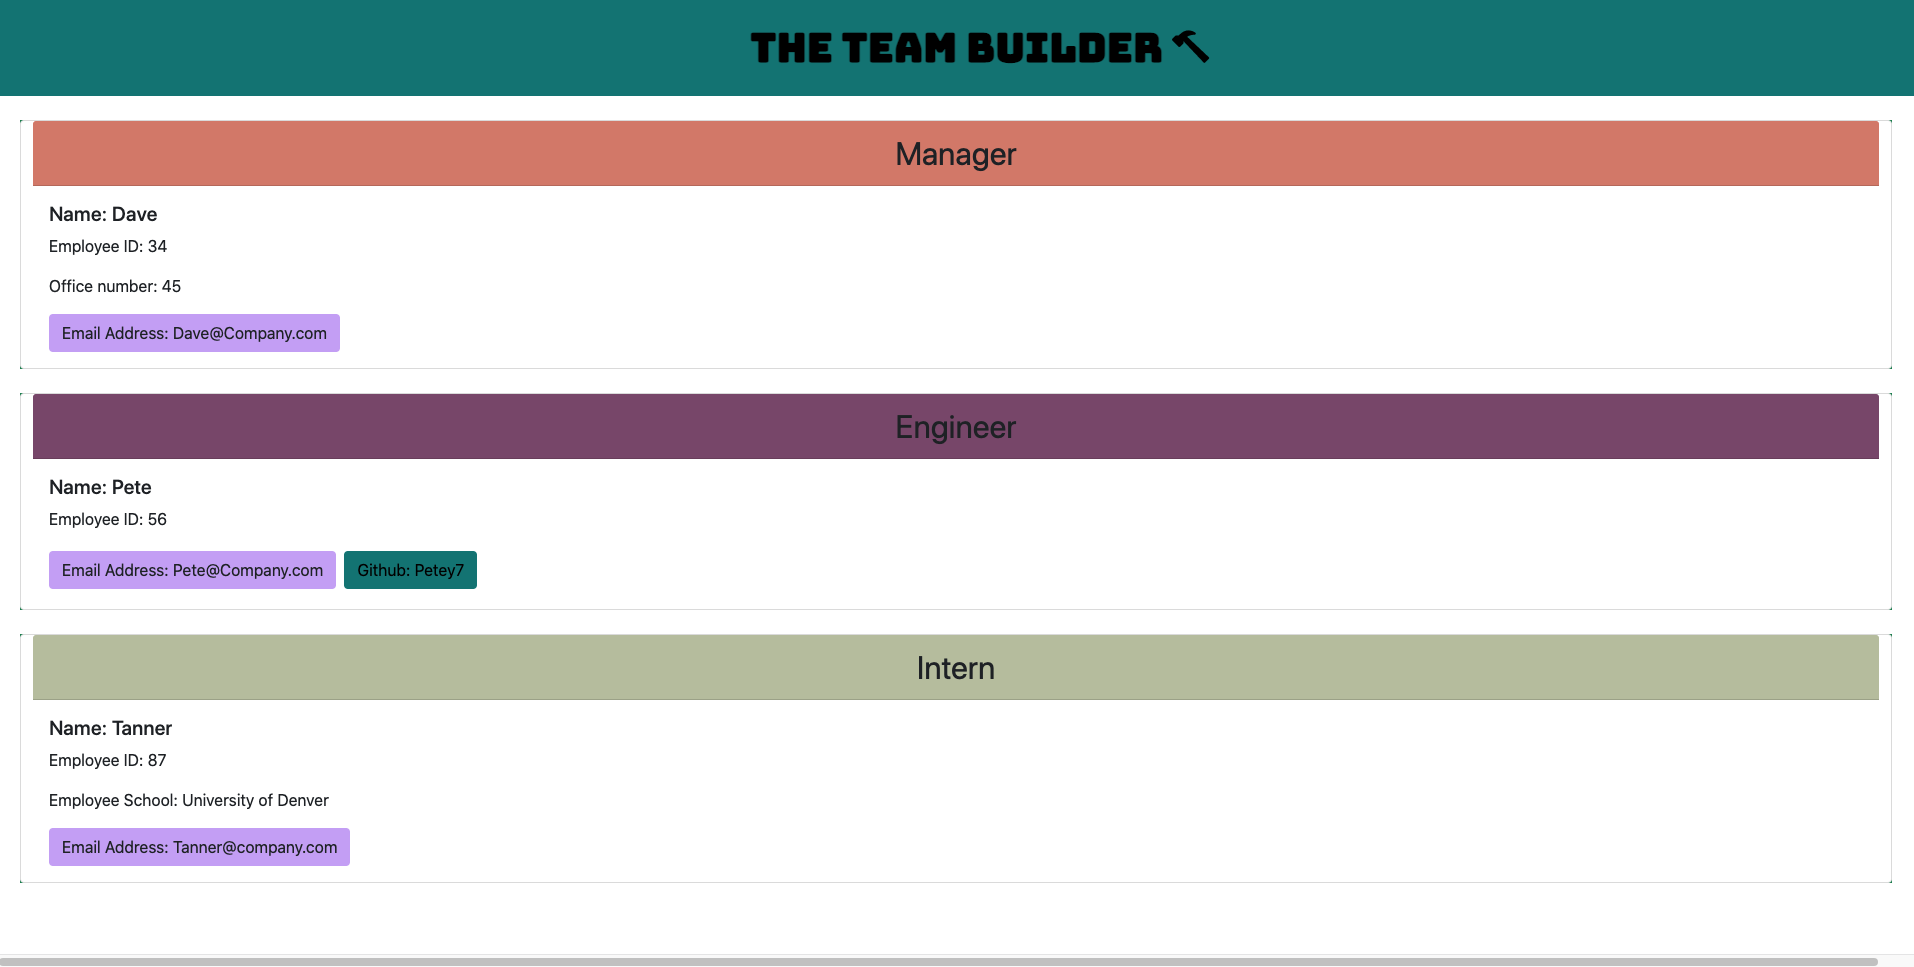 THE TEAM BUILDER
Manager
Name: Dave
Employee ID: 34
Office number: 45
Email Address: Dave@Company.com
Engineer
Name: Pete
Employee ID: 56
Email Address: Pete@Company.com Github: Petey7
Intern
Name: Tanner
Employee ID: 87
Employee School: University of Denver
Email Address: Tanner@company.com